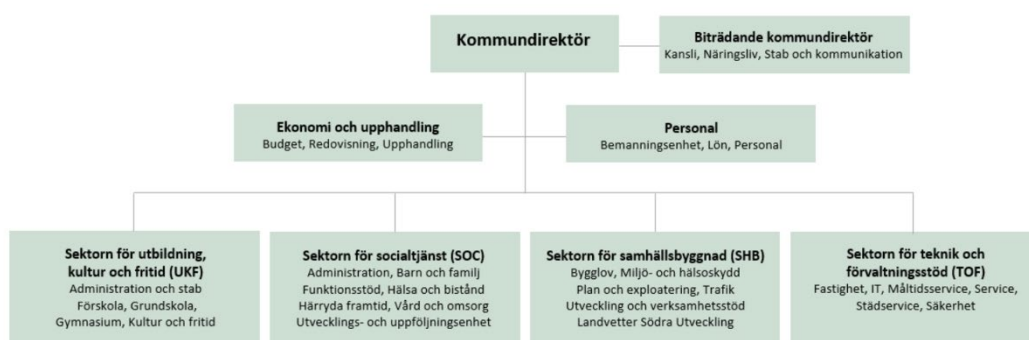 Kommundirektör
Biträdande kommundirektör
Kansli, Näringsliv, Stab och kommunikation
Ekonomi och upphandling
Budget, Redovisning, Upphandling
Personal
Bemanningsenhet, Lön, Personal
Sektorn för utbildning,
kultur och fritid (UKF)
Administration och stab
Förskola, Grundskola,
Gymnasium, Kultur och fritid
Sektorn för socialtjänst (SOC)
Administration, Barn och familj
Funktionsstöd, Hälsa och bistånd
Härryda framtid, Vård och omsorg
Utvecklings- och uppföljningsenhet
Sektorn för samhällsbyggnad (SHB)
Bygglov, Miljö- och hälsoskydd
Plan och exploatering, Trafik
Utveckling och verksamhetsstöd
Landvetter Södra Utveckling
Sektorn för teknik och
förvaltningsstöd (TOF)
Fastighet, IT, Måltidsservice, Service,
Städservice, Säkerhet